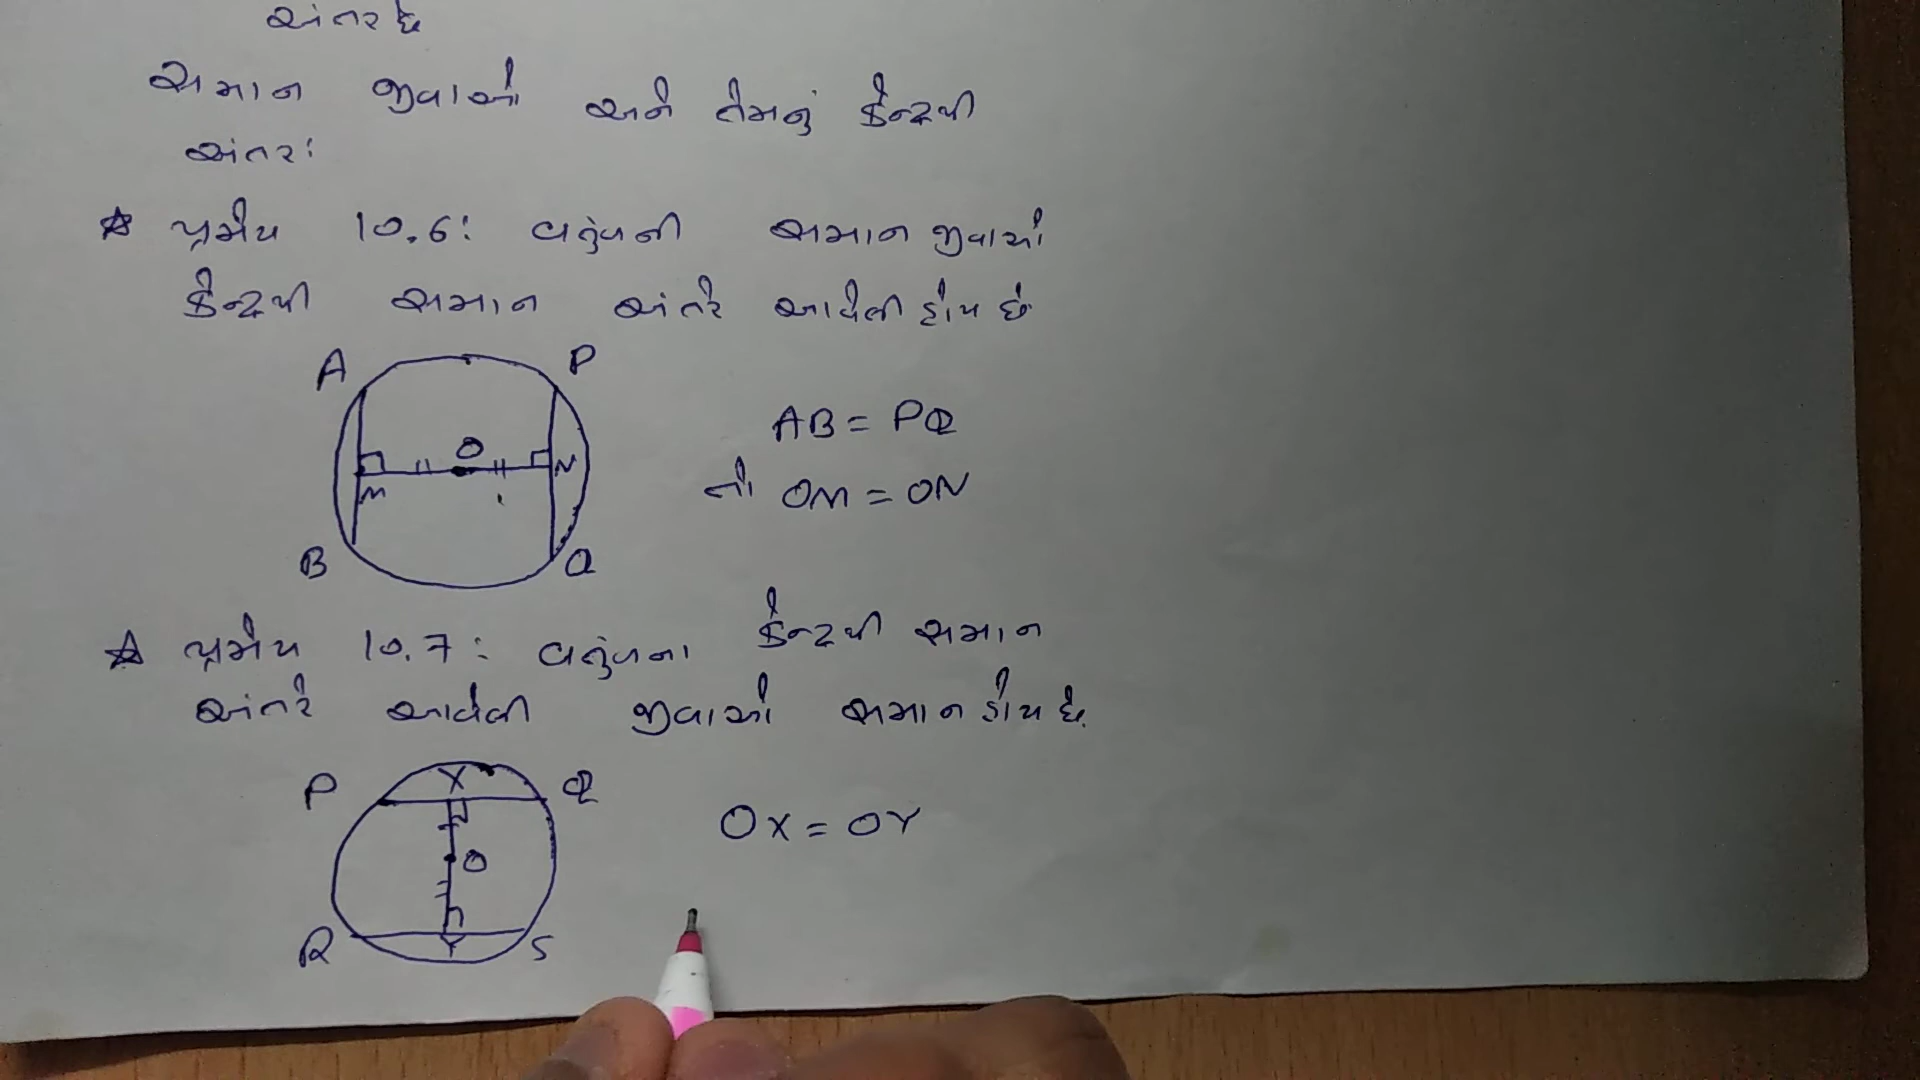 અંતર છે
સમાન જીવાઓ અને તેમનું કેન્દ્રથી
અંતર:
☆ પ્રમેય 10.6: વર્તુળની સમાન જીવાઓ
કેન્દ્રથી સમાન અંતરે આવેલી હોય છે
A P
O
M N
B Q
AB = PQ
તો OM = ON
☆ પ્રમેય 10.7: વર્તુળના કેન્દ્રથી સમાન
અંતરે આવેલી જીવાઓ સમાન હોય છે.
P X Q
O
R Y S
OX = OY